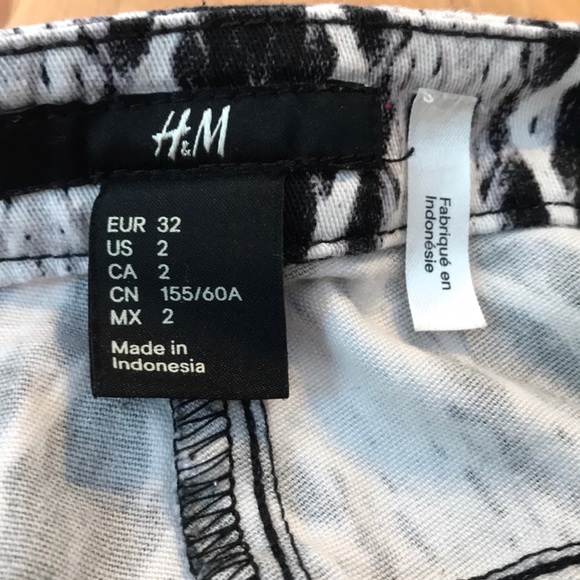 H&M
EUR 32
US 2
CA 2
CN 155/60A
MX 2
Made in
Indonesia
Fabriqué en
Indonésie